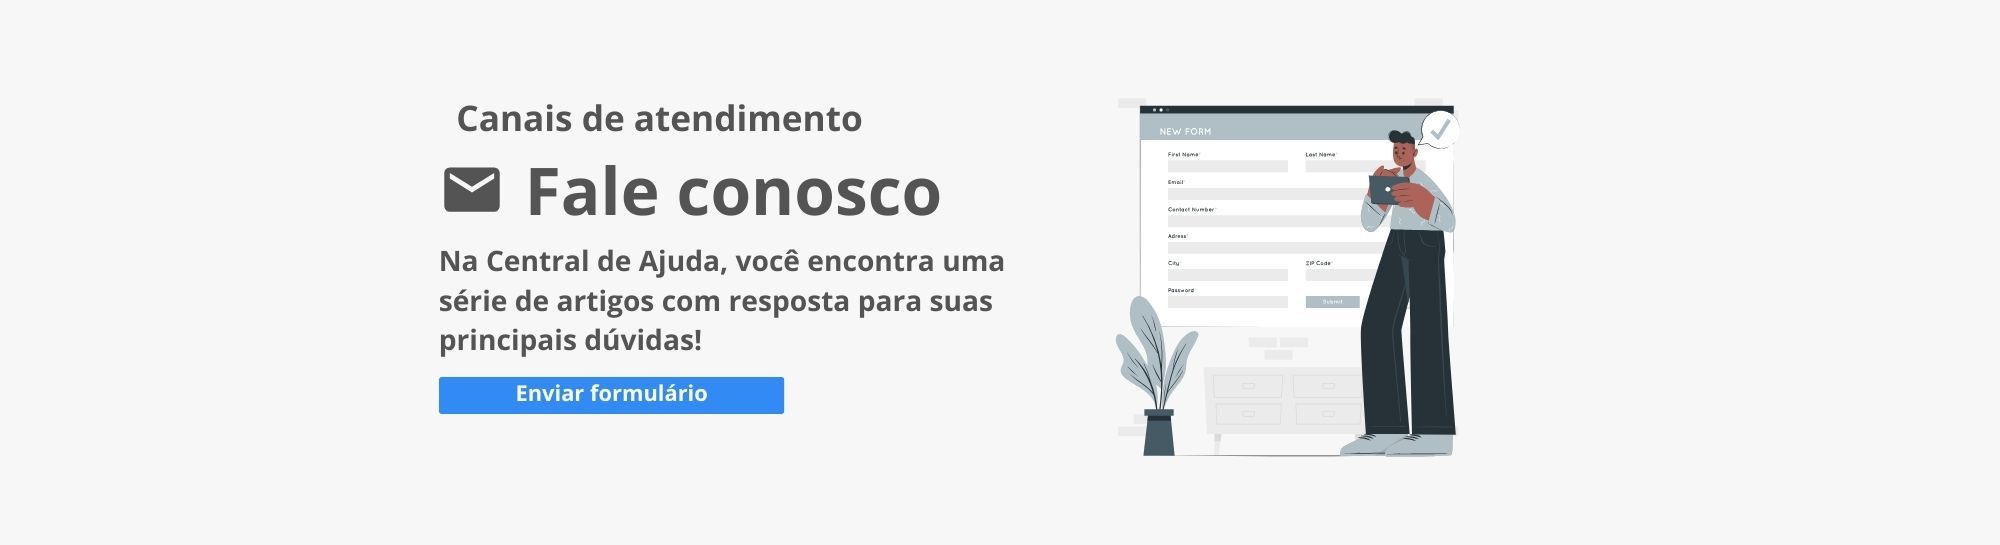 Canais de atendimento
Fale conosco
Na Central de Ajuda, você encontra uma
série de artigos com resposta para suas
principais dúvidas!
Enviar formulário
NEW FORM
First Name*
Last Name*
Email*
Contact Number*
Adress*
City*
ZIP Code*
Password*
Submit